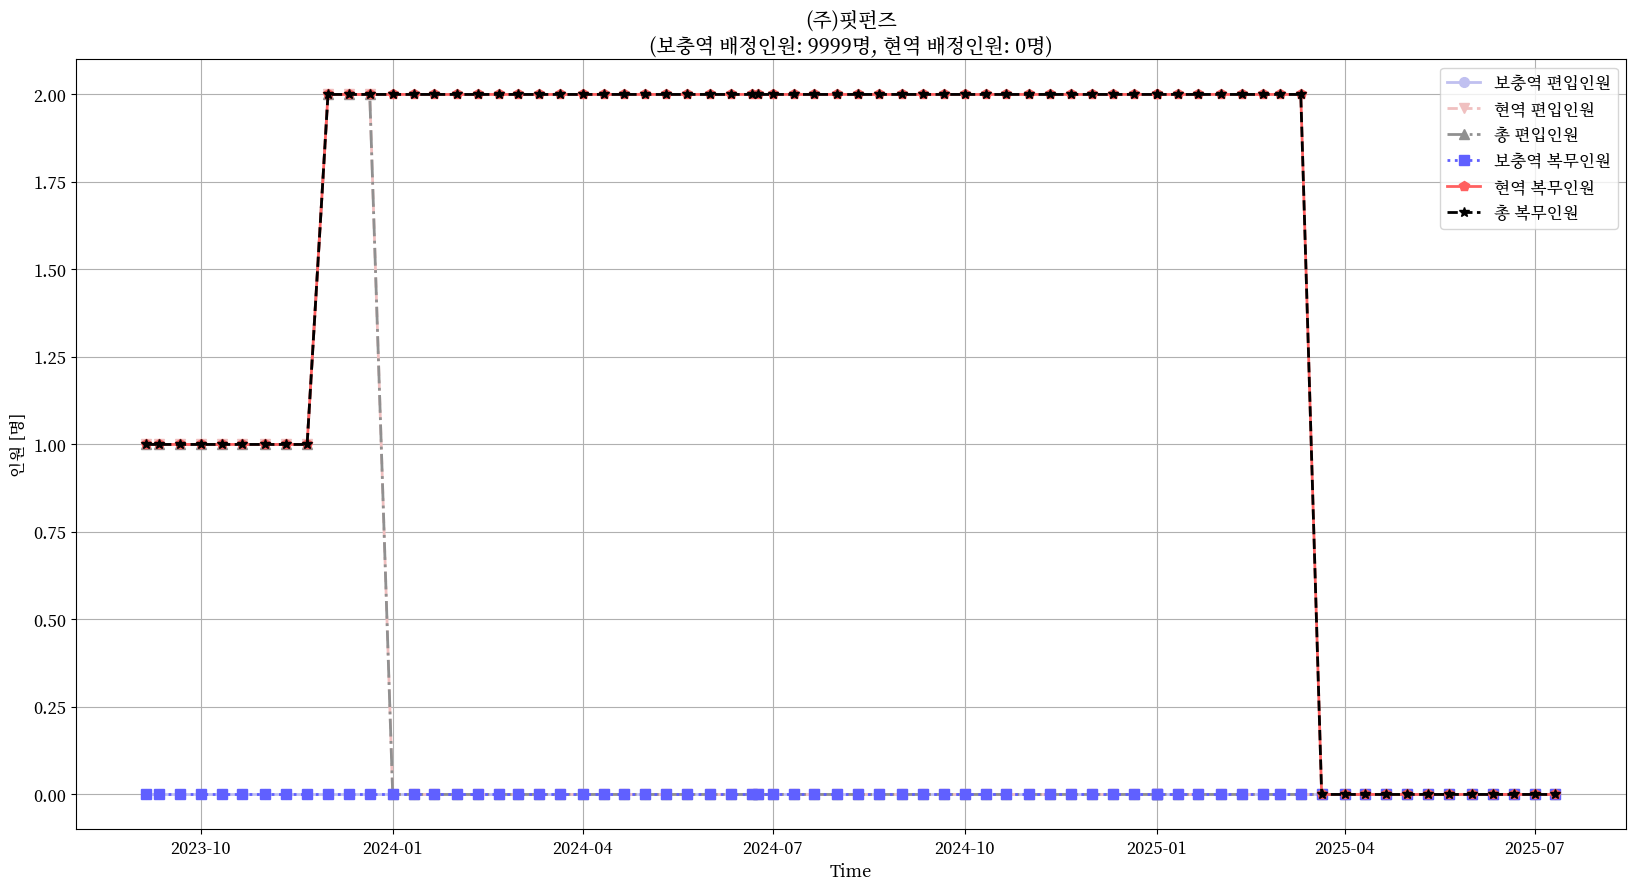 (주)핏펀즈
(보충역 배정인원: 9999명, 현역 배정인원: 0명)
보충역 편입인원
현역 편입인원
총 편입인원
보충역 복무인원
현역 복무인원
총 복무인원
인원 [명]
2.00
1.75
1.50
1.25
1.00
0.75
0.50
0.25
0.00
2023-10
2024-01
2024-04
2024-07
2024-10
2025-01
2025-04
2025-07
Time